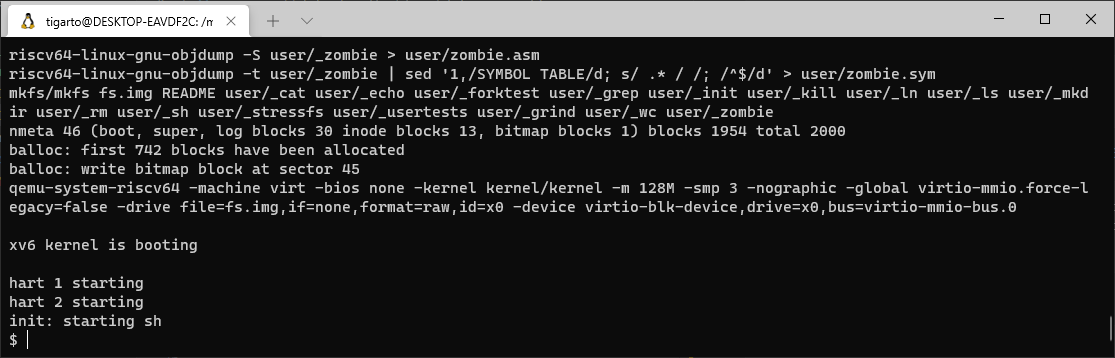 tigarto@DESKTOP-EAVDF2C: /m
riscv64-linux-gnu-objdump -S user/_zombie > user/zombie.asm
riscv64-linux-gnu-objdump -t user/_zombie | sed '1,/SYMBOL TABLE/d; s/ .* / /; /^$/d' > user/zombie.sym
mkfs/mkfs fs.img README user/_cat user/_echo user/_forktest user/_grep user/_init user/_kill user/_ln user/_ls user/_mkd
ir user/_rm user/_sh user/_stressfs user/_usertests user/_grind user/_wc user/_zombie
nmeta 46 (boot, super, log blocks 30 inode blocks 13, bitmap blocks 1) blocks 1954 total 2000
balloc: first 742 blocks have been allocated
balloc: write bitmap block at sector 45
qemu-system-riscv64 -machine virt -bios none -kernel kernel/kernel -m 128M -smp 3 -nographic -global virtio-mmio.force-l
egacy=false -drive file=fs.img,if=none,format=raw,id=x0 -device virtio-blk-device,drive=x0,bus=virtio-mmio-bus.0
xv6 kernel is booting
hart 1 starting
hart 2 starting
init: starting sh
$